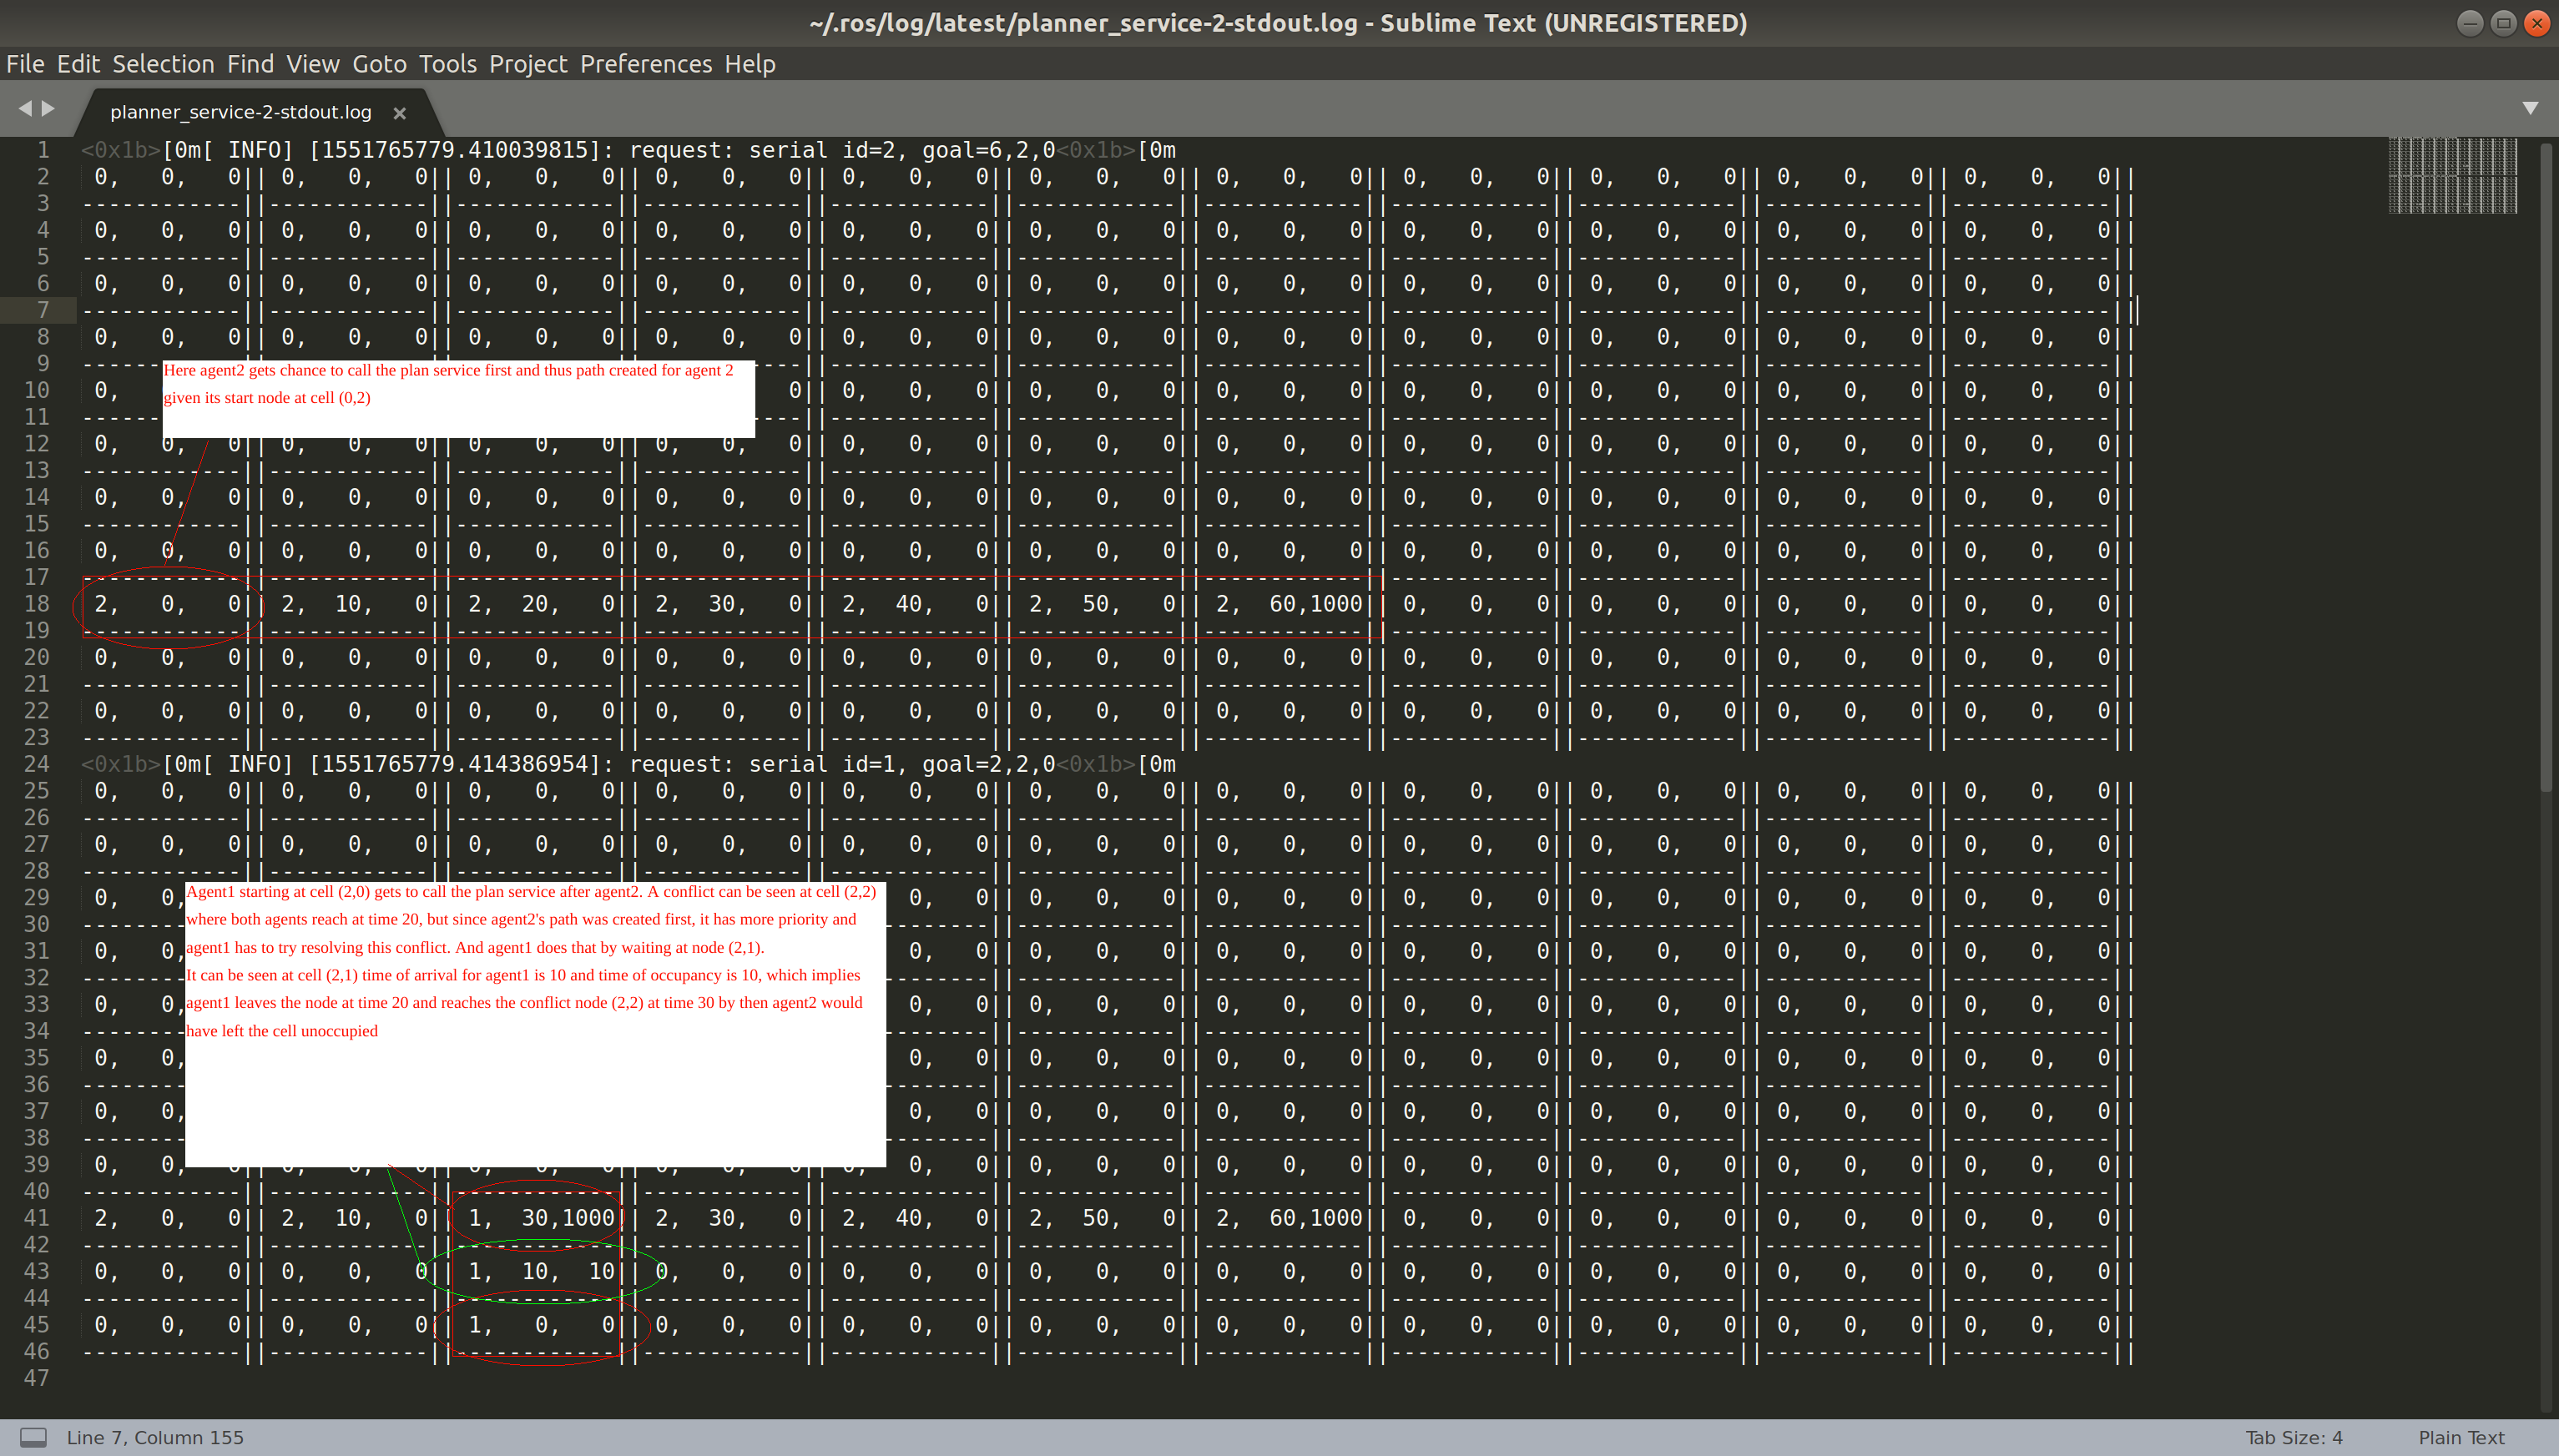 ~/.ros/log/latest/planner_service-2-stdout.log - Sublime Text (UNREGISTERED)
File Edit Selection Find View Goto Tools Project Preferences Help
planner_service-2-stdout.log ×
1 <0x1b>[0m[ INFO] [1551765779.410039815]: request: serial id=2, goal=6,2,0<0x1b>[0m
2 0, 0, 0|| 0, 0, 0|| 0, 0, 0|| 0, 0, 0|| 0, 0, 0|| 0, 0, 0|| 0, 0, 0|| 0, 0, 0|| 0, 0, 0|| 0, 0, 0|| 0, 0, 0||
3 ------------||------------||------------||------------||------------||------------||------------||------------||------------||------------||------------||
4 0, 0, 0|| 0, 0, 0|| 0, 0, 0|| 0, 0, 0|| 0, 0, 0|| 0, 0, 0|| 0, 0, 0|| 0, 0, 0|| 0, 0, 0|| 0, 0, 0|| 0, 0, 0||
5 ------------||------------||------------||------------||------------||------------||------------||------------||------------||------------||------------||
6 0, 0, 0|| 0, 0, 0|| 0, 0, 0|| 0, 0, 0|| 0, 0, 0|| 0, 0, 0|| 0, 0, 0|| 0, 0, 0|| 0, 0, 0|| 0, 0, 0|| 0, 0, 0||
7 ------------||------------||------------||------------||------------||------------||------------||------------||------------||------------||------------||
8 0, 0, 0|| 0, 0, 0|| 0, 0, 0|| 0, 0, 0|| 0, 0, 0|| 0, 0, 0|| 0, 0, 0|| 0, 0, 0|| 0, 0, 0|| 0, 0, 0|| 0, 0, 0||
9 ------ ----||------------||------------||------------||------------||------------||------------||------------||
Here agent2 gets chance to call the plan service first and thus path created for agent 2
given its start node at cell (0,2)
10 0, 0|| 0, 0, 0|| 0, 0, 0|| 0, 0, 0|| 0, 0, 0|| 0, 0, 0|| 0, 0, 0|| 0, 0, 0||
11 ------ ----||------------||------------||------------||------------||------------||------------||------------||
12 0, 0, 0|| 0, 0, 0|| 0, 0, 0|| 0, 0, 0|| 0, 0, 0|| 0, 0, 0|| 0, 0, 0|| 0, 0, 0|| 0, 0, 0|| 0, 0, 0|| 0, 0, 0||
13 ------------||------------||------------||------------||------------||------------||------------||------------||------------||------------||------------||
14 0, 0, 0|| 0, 0, 0|| 0, 0, 0|| 0, 0, 0|| 0, 0, 0|| 0, 0, 0|| 0, 0, 0|| 0, 0, 0|| 0, 0, 0|| 0, 0, 0|| 0, 0, 0||
15 ------------||------------||------------||------------||------------||------------||------------||------------||------------||------------||------------||
16 0, 0, 0|| 0, 0, 0|| 0, 0, 0|| 0, 0, 0|| 0, 0, 0|| 0, 0, 0|| 0, 0, 0|| 0, 0, 0|| 0, 0, 0|| 0, 0, 0|| 0, 0, 0||
17 ------------||------------||------------||------------||------------||------------||------------||------------||------------||------------||------------||
18 2, 0, 0|| 2, 10, 0|| 2, 20, 0|| 2, 30, 0|| 2, 40, 0|| 2, 50, 0|| 2, 60,1000|| 0, 0, 0|| 0, 0, 0|| 0, 0, 0|| 0, 0, 0||
19 ------------||------------||------------||------------||------------||------------||------------||------------||------------||------------||------------||
20 0, 0, 0|| 0, 0, 0|| 0, 0, 0|| 0, 0, 0|| 0, 0, 0|| 0, 0, 0|| 0, 0, 0|| 0, 0, 0|| 0, 0, 0|| 0, 0, 0|| 0, 0, 0||
21 ------------||------------||------------||------------||------------||------------||------------||------------||------------||------------||------------||
22 0, 0, 0|| 0, 0, 0|| 0, 0, 0|| 0, 0, 0|| 0, 0, 0|| 0, 0, 0|| 0, 0, 0|| 0, 0, 0|| 0, 0, 0|| 0, 0, 0|| 0, 0, 0||
23 ------------||------------||------------||------------||------------||------------||------------||------------||------------||------------||------------||
24 <0x1b>[0m[ INFO] [1551765779.414386954]: request: serial id=1, goal=2,2,0<0x1b>[0m
25 0, 0, 0|| 0, 0, 0|| 0, 0, 0|| 0, 0, 0|| 0, 0, 0|| 0, 0, 0|| 0, 0, 0|| 0, 0, 0|| 0, 0, 0|| 0, 0, 0|| 0, 0, 0||
26 ------------||------------||------------||------------||------------||------------||------------||------------||------------||------------||------------||
27 0, 0, 0|| 0, 0, 0|| 0, 0, 0|| 0, 0, 0|| 0, 0, 0|| 0, 0, 0|| 0, 0, 0|| 0, 0, 0|| 0, 0, 0|| 0, 0, 0|| 0, 0, 0||
28 ------------||------------||------------||------------||------------||------------||------------||------------||------------||------------||------------||
Agent1 starting at cell (2,0) gets to call the plan service after agent2. A conflict can be seen at cell (2,2)
where both agents reach at time 20, but since agent2's path was created first, it has more priority and
agent1 has to try resolving this conflict. And agent1 does that by waiting at node (2,1).
It can be seen at cell (2,1) time of arrival for agent1 is 10 and time of occupancy is 10, which implies
agent1 leaves the node at time 20 and reaches the conflict node (2,2) at time 30 by then agent2 would
have left the cell unoccupied
29 0, 0, 0, 0|| 0, 0, 0|| 0, 0, 0|| 0, 0, 0|| 0, 0, 0|| 0, 0, 0|| 0, 0, 0||
30 -------- --------||------------||------------||------------||------------||------------||------------||
31 0, 0, 0, 0|| 0, 0, 0|| 0, 0, 0|| 0, 0, 0|| 0, 0, 0|| 0, 0, 0|| 0, 0, 0||
32 -------- --------||------------||------------||------------||------------||------------||------------||
33 0, 0, 0, 0|| 0, 0, 0|| 0, 0, 0|| 0, 0, 0|| 0, 0, 0|| 0, 0, 0|| 0, 0, 0||
34 -------- --------||------------||------------||------------||------------||------------||------------||
35 0, 0, 0, 0|| 0, 0, 0|| 0, 0, 0|| 0, 0, 0|| 0, 0, 0|| 0, 0, 0|| 0, 0, 0||
36 -------- --------||------------||------------||------------||------------||------------||------------||
37 0, 0, 0, 0|| 0, 0, 0|| 0, 0, 0|| 0, 0, 0|| 0, 0, 0|| 0, 0, 0|| 0, 0, 0||
38 -------- --------||------------||------------||------------||------------||------------||------------||
39 0, 0, 0|| 0, 0, 0|| 0, 0, 0|| 0, 0, 0|| 0, 0, 0|| 0, 0, 0|| 0, 0, 0|| 0, 0, 0|| 0, 0, 0|| 0, 0, 0|| 0, 0, 0||
40 ------------||------------||------------||------------||------------||------------||------------||------------||------------||------------||------------||
41 2, 0, 0|| 2, 10, 0|| 1, 30,1000|| 2, 30, 0|| 2, 40, 0|| 2, 50, 0|| 2, 60,1000|| 0, 0, 0|| 0, 0, 0|| 0, 0, 0|| 0, 0, 0||
42 ------------||------------||------------||------------||------------||------------||------------||------------||------------||------------||------------||
43 0, 0, 0|| 0, 0, 0|| 1, 10, 10|| 0, 0, 0|| 0, 0, 0|| 0, 0, 0|| 0, 0, 0|| 0, 0, 0|| 0, 0, 0|| 0, 0, 0|| 0, 0, 0||
44 ------------||------------||------------||------------||------------||------------||------------||------------||------------||------------||------------||
45 0, 0, 0|| 0, 0, 0|| 1, 0, 0|| 0, 0, 0|| 0, 0, 0|| 0, 0, 0|| 0, 0, 0|| 0, 0, 0|| 0, 0, 0|| 0, 0, 0|| 0, 0, 0||
46 ------------||------------||------------||------------||------------||------------||------------||------------||------------||------------||------------||
47
Line 7, Column 155 Tab Size: 4 Plain Text